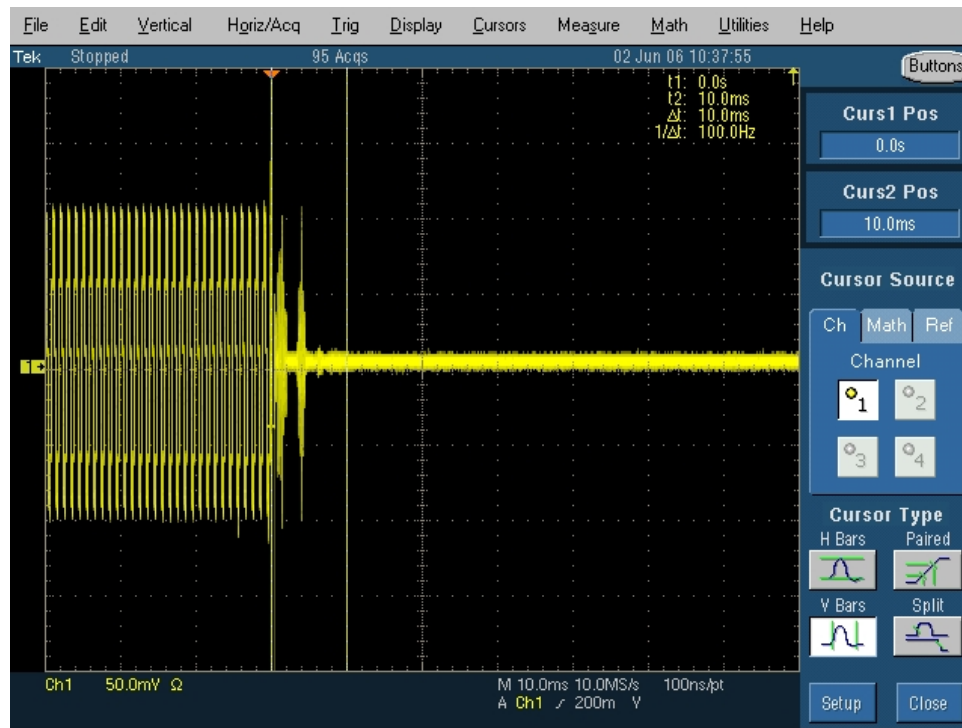 File Edit Vertical Horiz/Acq Trig Display Cursors Measure Math Utilities Help
Tek Stopped 95 Acqs 02 Jun 06 10:37:55
Buttons
t1: 0.0s
t2: 10.0ms
Δt: 10.0ms
1/Δt: 100.0Hz
Curs1 Pos
0.0s
Curs2 Pos
10.0ms
Cursor Source
Ch Math Ref
Channel
1 2
3 4
1
Cursor Type
H Bars Paired
V Bars Split
Ch1 50.0mV Ω M 10.0ms 10.0MS/s 100ns/pt
A Ch1 ⌿ 200m V
Setup Close